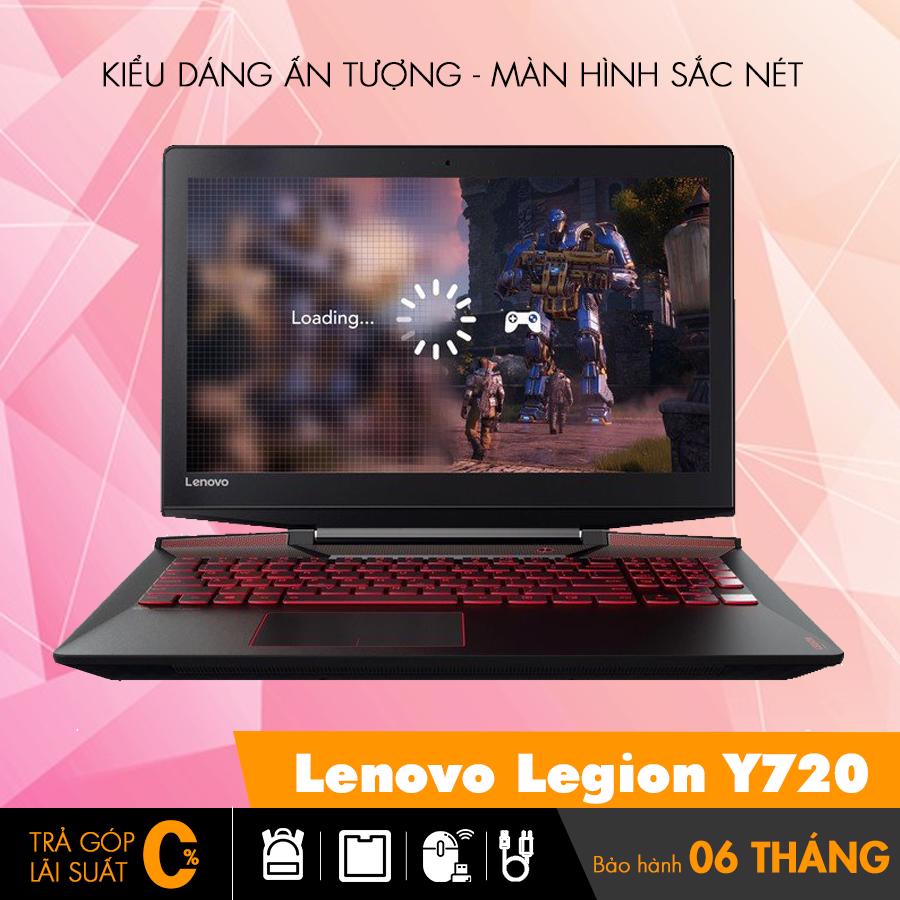 KIỂU DÁNG ẤN TƯỢNG - MÀN HÌNH SẮC NÉT
Loading...
Lenovo
Lenovo Legion Y720
TRẢ GÓP
LÃI SUẤT
0%
Bảo hành 06 THÁNG